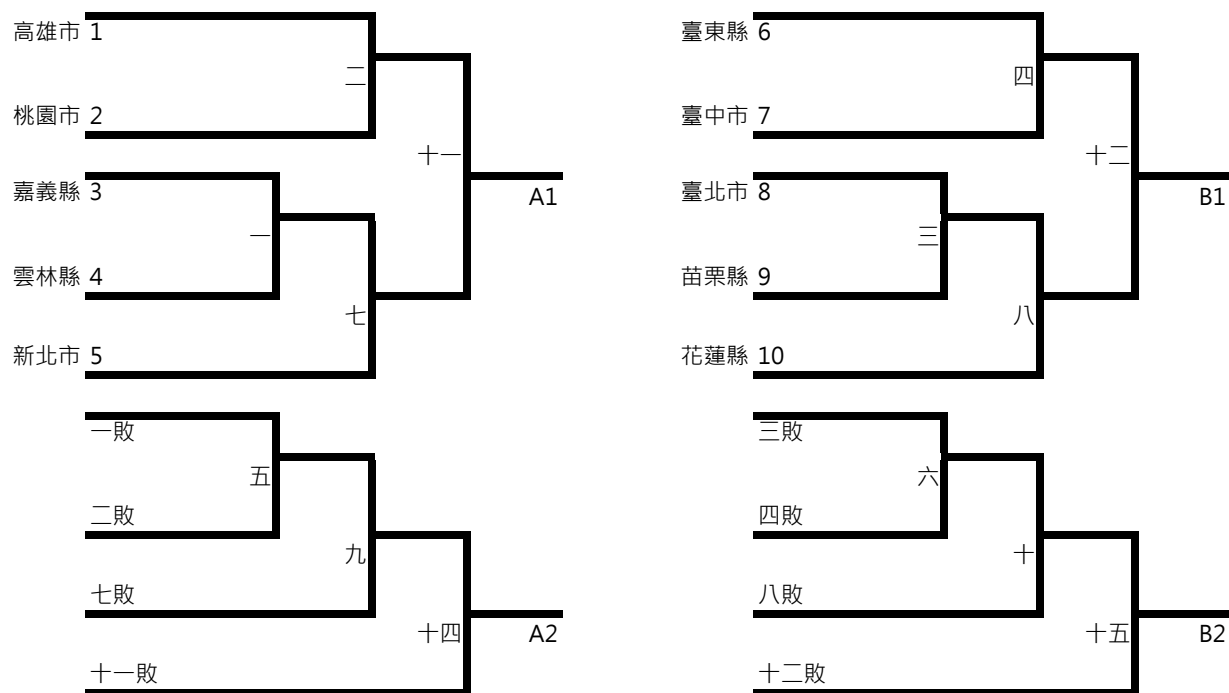 高雄市 1
二
桃園市 2
十一
嘉義縣 3
A1
一
雲林縣 4
七
新北市 5
一敗
五
二敗
九
七敗
十四
A2
十一敗
臺東縣 6
四
臺中市 7
十二
臺北市 8
B1
三
苗栗縣 9
八
花蓮縣 10
三敗
六
四敗
十
八敗
十五
B2
十二敗